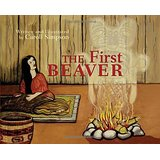 Written and Illustrated
by Caroll Simpson
THE First
BEAVER